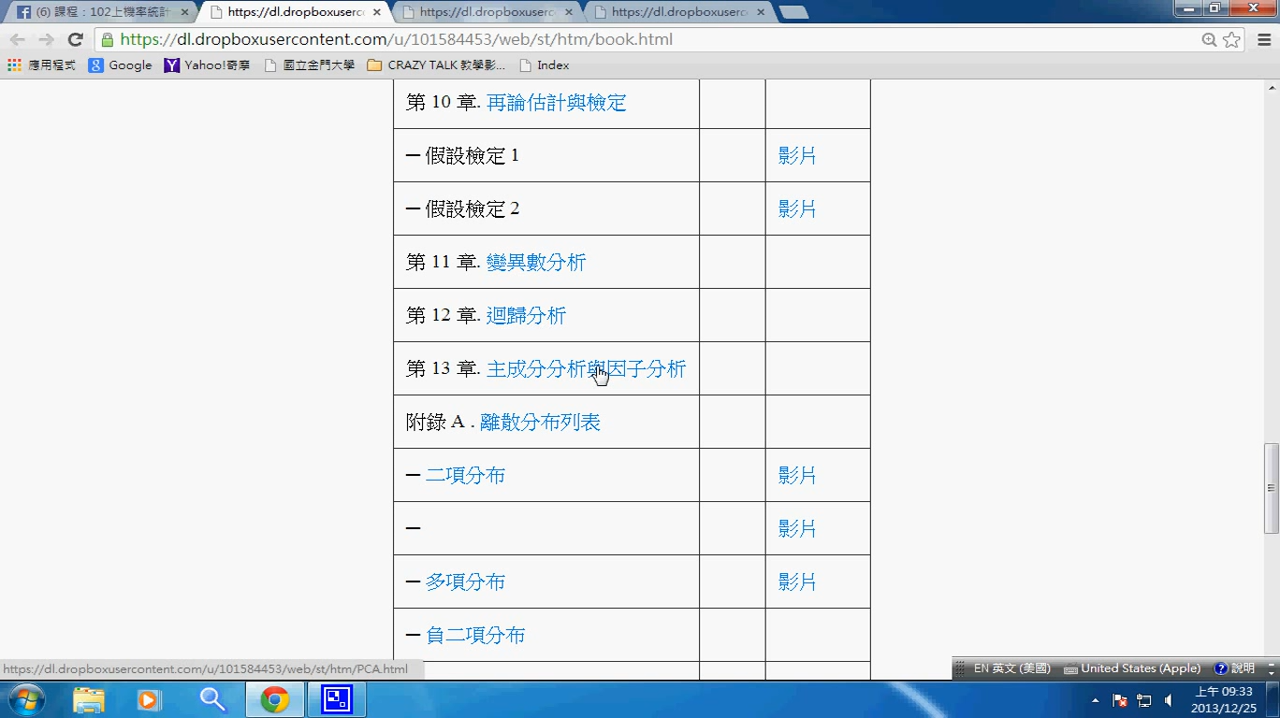 (6) 課程：102上機率統計
https://dl.dropboxuserco
https://dl.dropboxuserco
https://dl.dropboxuserco
https://dl.dropboxusercontent.com/u/101584453/web/st/htm/book.html
應用程式
Google
Yahoo!奇摩
國立金門大學
CRAZY TALK 教學影...
Index
第 10 章. 再論估計與檢定
─ 假設檢定 1 影片
─ 假設檢定 2 影片
第 11 章. 變異數分析
第 12 章. 迴歸分析
第 13 章. 主成分分析與因子分析
附錄 A . 離散分布列表
─ 二項分布 影片
─ 影片
─ 多項分布 影片
─ 負二項分布
https://dl.dropboxusercontent.com/u/101584453/web/st/htm/PCA.html
EN 英文 (美國)
United States (Apple)
說明
上午 09:33
2013/12/25